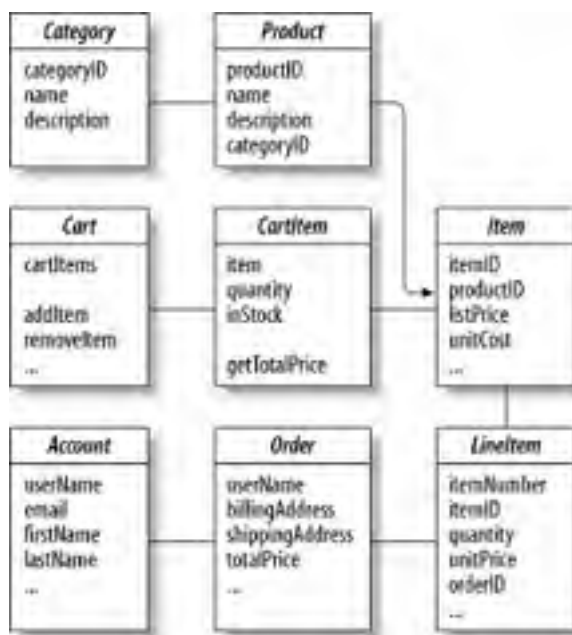 Category
categoryID
name
description
Product
productID
name
description
categoryID
Cart
cartItems
addItem
removeItem
...
CartItem
item
quantity
inStock
getTotalPrice
Item
itemID
productID
listPrice
unitCost
...
Account
userName
email
firstName
lastName
...
Order
userName
billingAddress
shippingAddress
totalPrice
...
LineItem
itemNumber
itemID
quantity
unitPrice
orderID
...